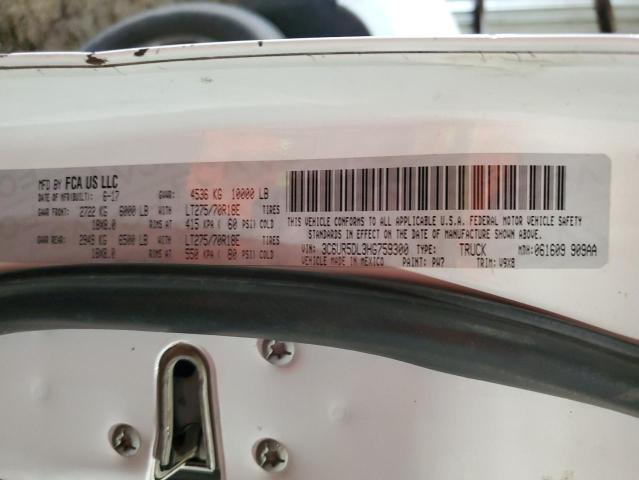 MFD BY FCA US LLC
DATE OF MFR(BUILT): 6-17 GVWR: 4536 KG 10000 LB
GAWR FRONT: 2722 KG 6000 LB WITH LT275/70R18E TIRES
18X8.0 RIMS AT 415 KPA ( 60 PSI) COLD
GAWR REAR: 2949 KG 6500 LB WITH LT275/70R18E TIRES
18X8.0 RIMS AT 550 KPA ( 80 PSI) COLD
THIS VEHICLE CONFORMS TO ALL APPLICABLE U.S.A. FEDERAL MOTOR VEHICLE SAFETY
STANDARDS IN EFFECT ON THE DATE OF MANUFACTURE SHOWN ABOVE.
VIN: 3C6UR5DL3HG759300 TYPE: TRUCK MDH: 061609 909AA
VEHICLE MADE IN MEXICO PAINT: PW7 TRIM: V9X8